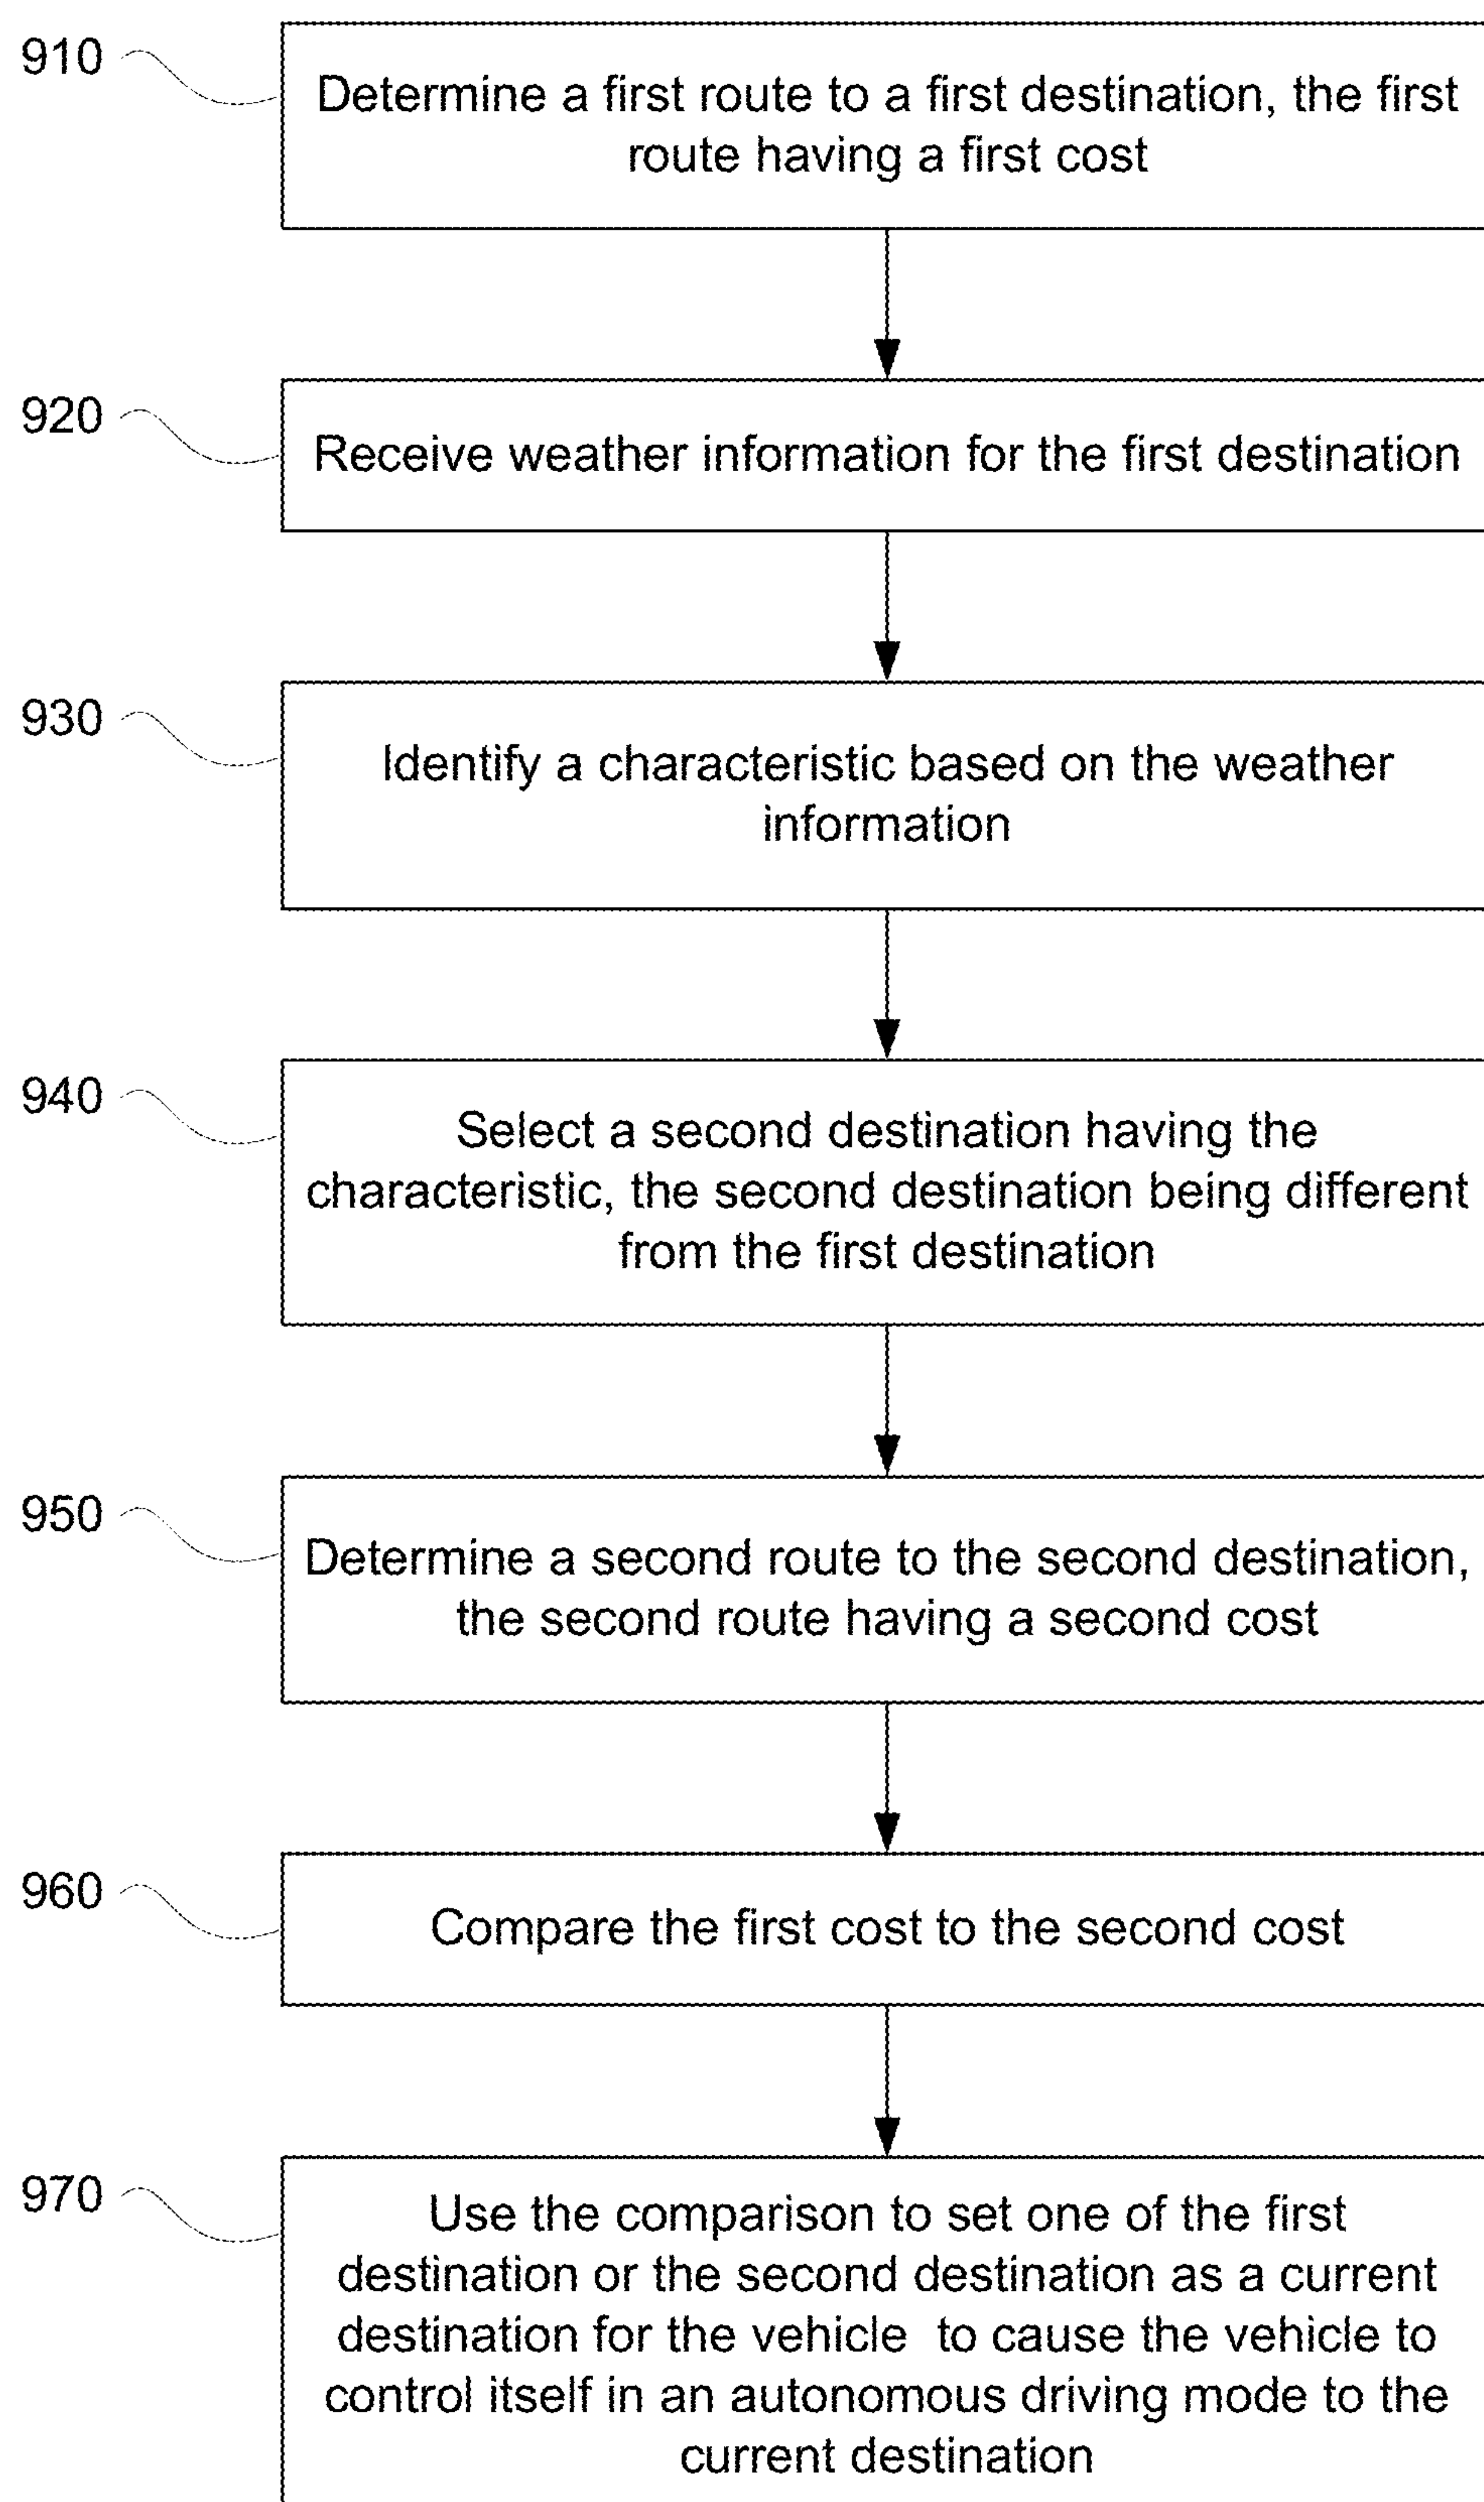 910
Determine a first route to a first destination, the first
route having a first cost
920
Receive weather information for the first destination
930
Identify a characteristic based on the weather
information
940
Select a second destination having the
characteristic, the second destination being different
from the first destination
950
Determine a second route to the second destination,
the second route having a second cost
960
Compare the first cost to the second cost
970
Use the comparison to set one of the first
destination or the second destination as a current
destination for the vehicle  to cause the vehicle to
control itself in an autonomous driving mode to the
current destination